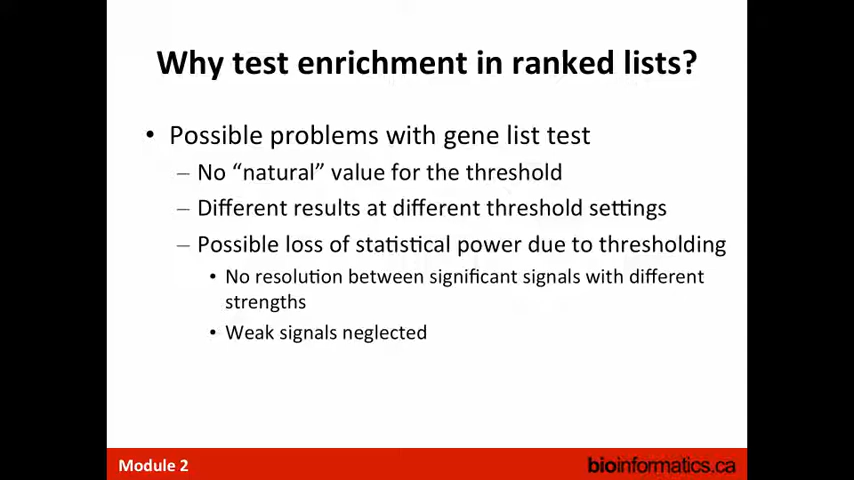 Why test enrichment in ranked lists?
• Possible problems with gene list test
– No “natural” value for the threshold
– Different results at different threshold settings
– Possible loss of statistical power due to thresholding
• No resolution between significant signals with different
strengths
• Weak signals neglected
Module 2
bioinformatics.ca